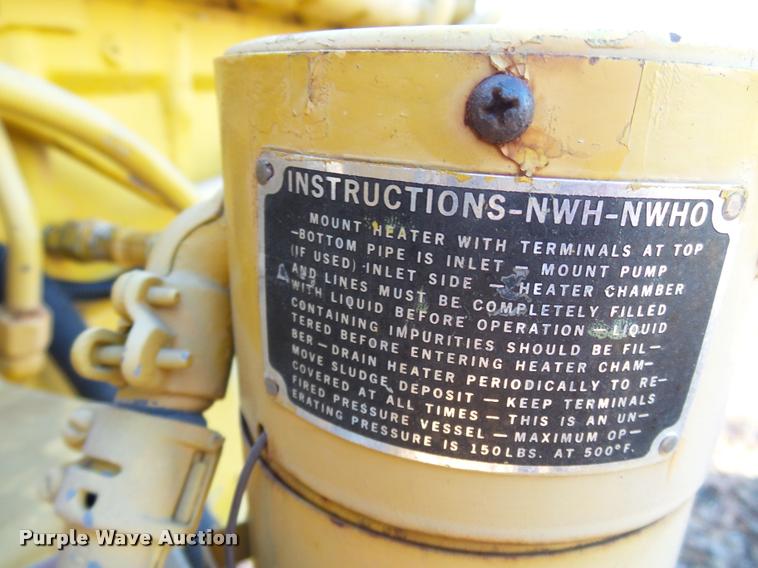 INSTRUCTIONS-NWH-NWHO
MOUNT HEATER WITH TERMINALS AT TOP
-BOTTOM PIPE IS INLET - MOUNT PUMP
(IF USED) INLET SIDE - HEATER CHAMBER
AND LINES MUST BE COMPLETELY FILLED
WITH LIQUID BEFORE OPERATION - LIQUID
CONTAINING IMPURITIES SHOULD BE FIL-
TERED BEFORE ENTERING HEATER CHAM-
BER - DRAIN HEATER PERIODICALLY TO RE-
MOVE SLUDGE DEPOSIT - KEEP TERMINALS
COVERED AT ALL TIMES - THIS IS AN UN-
FIRED PRESSURE VESSEL - MAXIMUM OP-
ERATING PRESSURE IS 150LBS. AT 500°F.
Purple Wave Auction